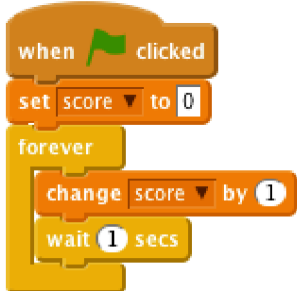 when clicked
set score to 0
forever
change score by 1
wait 1 secs